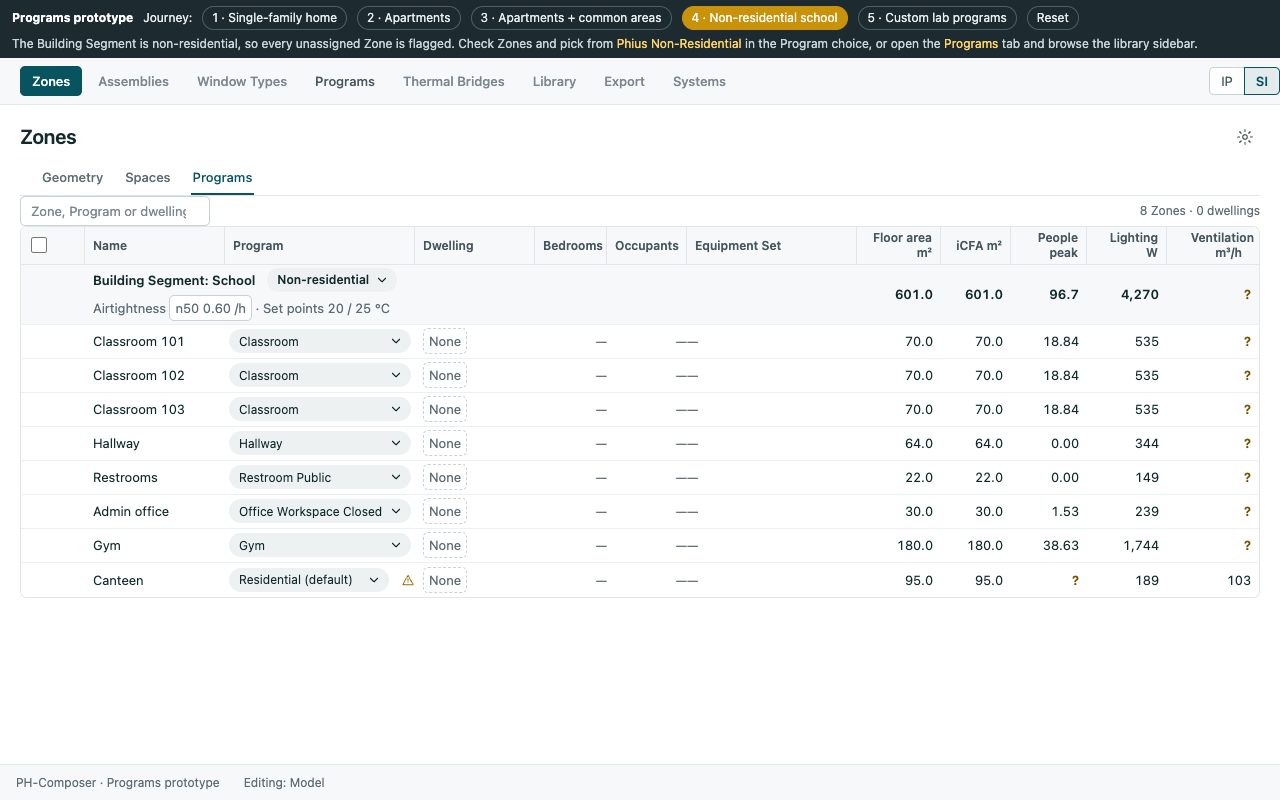 Programs prototype Journey: 1 · Single-family home 2 · Apartments 3 · Apartments + common areas 4 · Non-residential school 5 · Custom lab programs Reset
The Building Segment is non-residential, so every unassigned Zone is flagged. Check Zones and pick from Phius Non-Residential in the Program choice, or open the Programs tab and browse the library sidebar.
Zones Assemblies Window Types Programs Thermal Bridges Library Export Systems IP SI
Zones
Geometry Spaces Programs
Zone, Program or dwelling 8 Zones · 0 dwellings
Name Program Dwelling Bedrooms Occupants Equipment Set Floor area m² iCFA m² People peak Lighting W Ventilation m³/h
Building Segment: School Non-residential 601.0 601.0 96.7 4,270 ?
Airtightness n50 0.60 /h · Set points 20 / 25 °C
Classroom 101 Classroom None — —— 70.0 70.0 18.84 535 ?
Classroom 102 Classroom None — —— 70.0 70.0 18.84 535 ?
Classroom 103 Classroom None — —— 70.0 70.0 18.84 535 ?
Hallway Hallway None — —— 64.0 64.0 0.00 344 ?
Restrooms Restroom Public None — —— 22.0 22.0 0.00 149 ?
Admin office Office Workspace Closed None — —— 30.0 30.0 1.53 239 ?
Gym Gym None — —— 180.0 180.0 38.63 1,744 ?
Canteen Residential (default) None — —— 95.0 95.0 ? 189 103
PH-Composer · Programs prototype Editing: Model